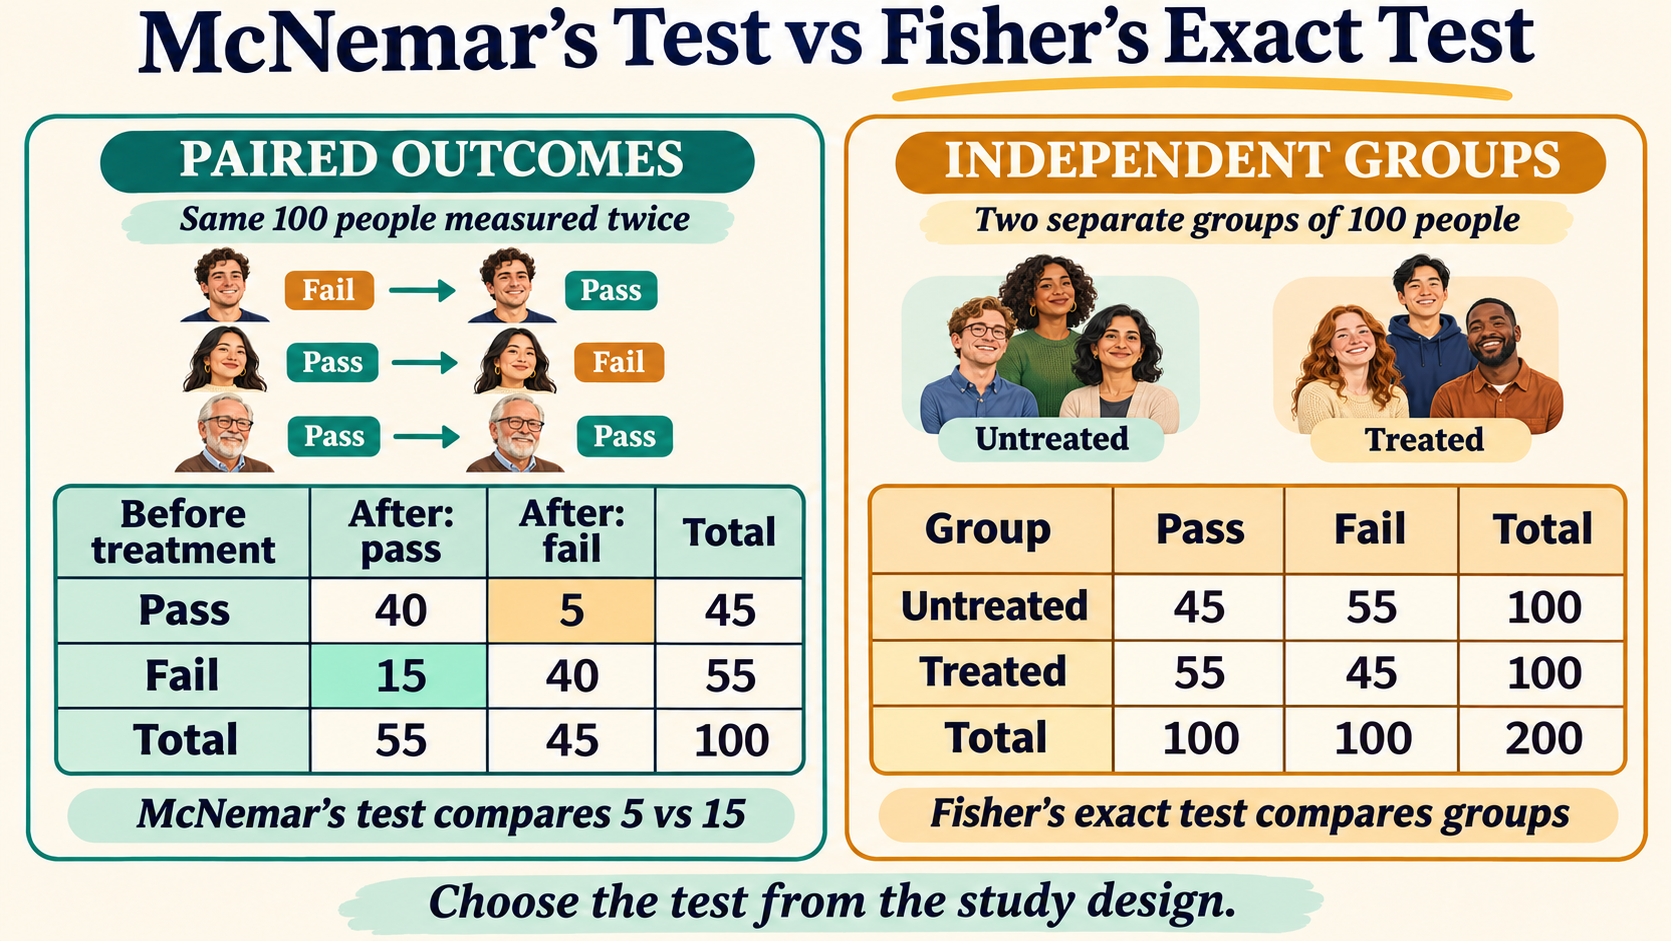 McNemar's Test vs Fisher's Exact Test
PAIRED OUTCOMES
Same 100 people measured twice
Fail Pass
Pass Fail
Pass Pass
Before treatment After: pass After: fail Total
Pass 40 5 45
Fail 15 40 55
Total 55 45 100
McNemar's test compares 5 vs 15
INDEPENDENT GROUPS
Two separate groups of 100 people
Untreated Treated
Group Pass Fail Total
Untreated 45 55 100
Treated 55 45 100
Total 100 100 200
Fisher's exact test compares groups
Choose the test from the study design.